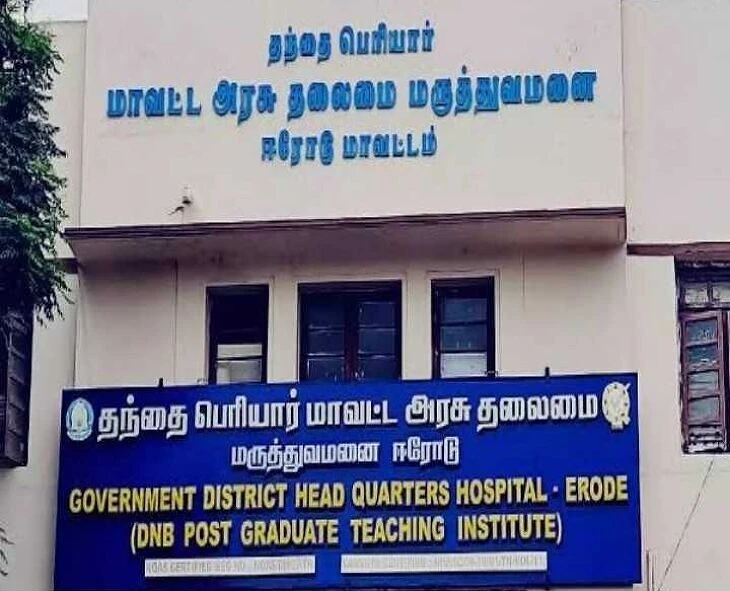 தந்தை பெரியார்
மாவட்ட அரசு தலைமை மருத்துவமனை
ஈரோடு மாவட்டம்
தந்தை பெரியார் மாவட்ட அரசு தலைமை
மருத்துவமனை ஈரோடு
GOVERNMENT DISTRICT HEAD QUARTERS HOSPITAL - ERODE
(DNB POST GRADUATE TEACHING INSTITUTE)